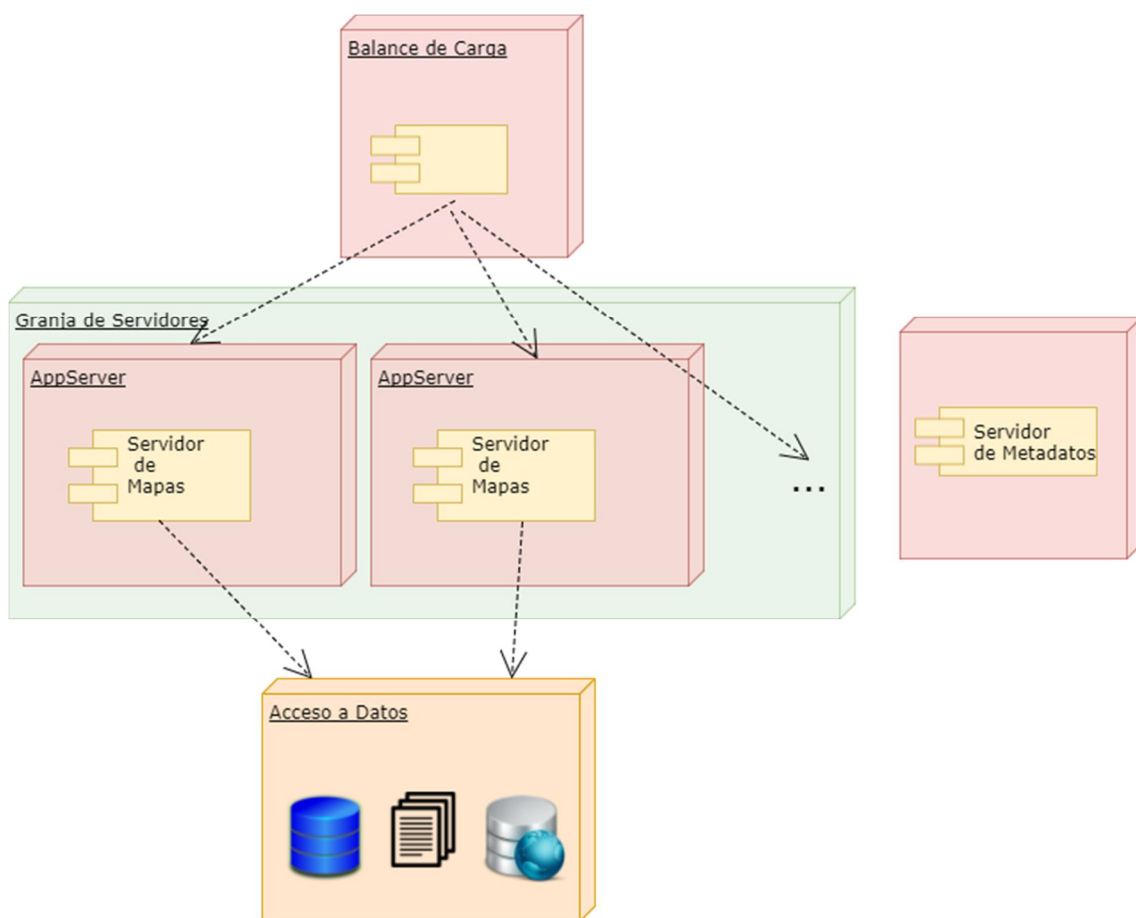 Balance de Carga
Granja de Servidores
AppServer
Servidor
de
Mapas
AppServer
Servidor
de
Mapas
...
Servidor
de Metadatos
Acceso a Datos